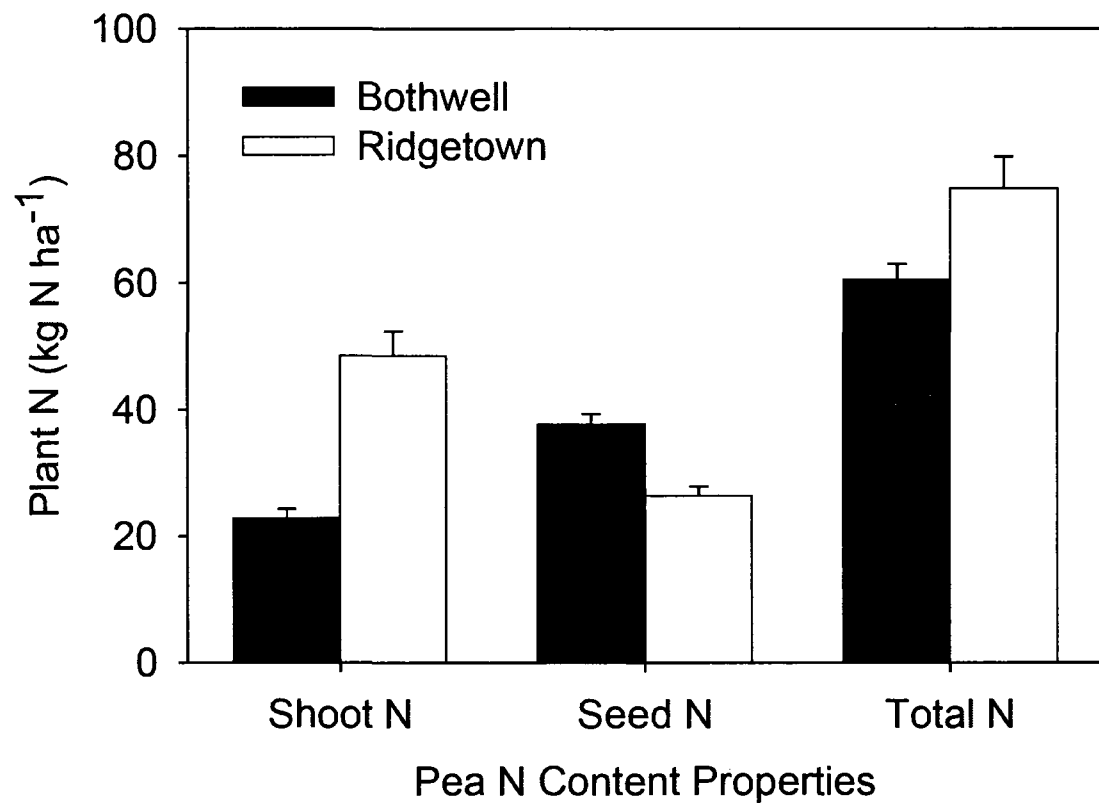 100
80
60
40
20
0
Plant N (kg N ha⁻¹)
Bothwell
Ridgetown
Shoot N Seed N Total N
Pea N Content Properties